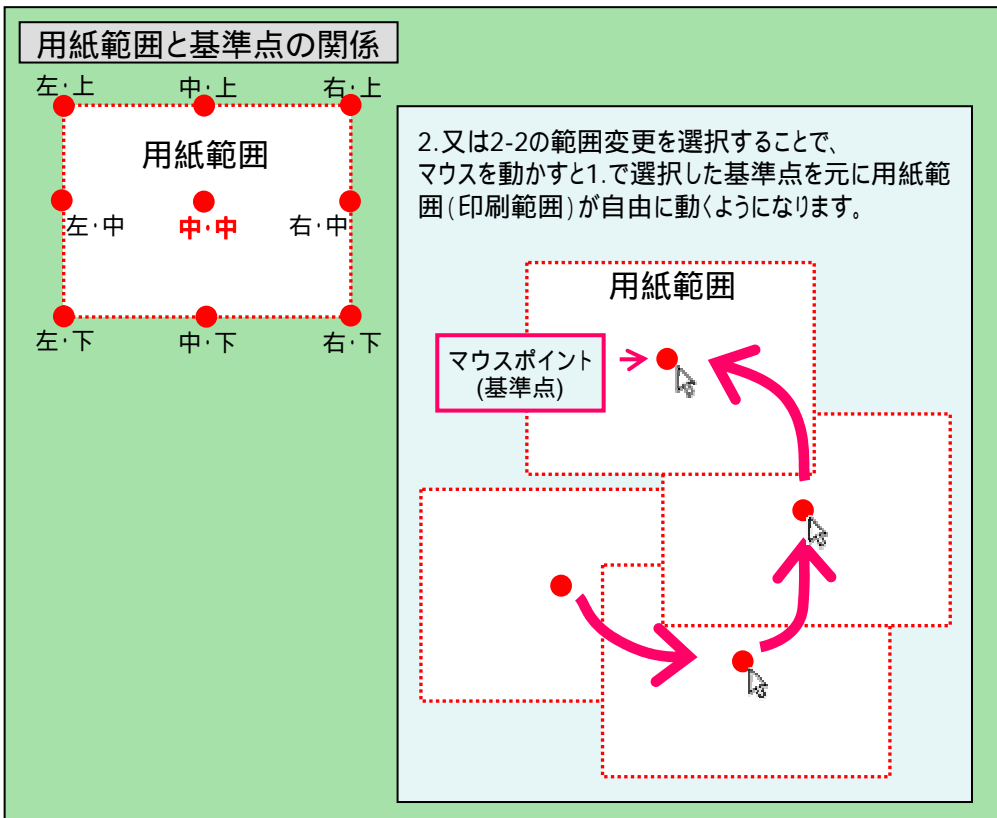 用紙範囲と基準点の関係
左・上 中・上 右・上
用紙範囲
左・中 中・中 右・中
左・下 中・下 右・下
2.又は2-2の範囲変更を選択することで、
マウスを動かすと1.で選択した基準点を元に用紙範
囲(印刷範囲)が自由に動くようになります。
用紙範囲
マウスポイント
(基準点)